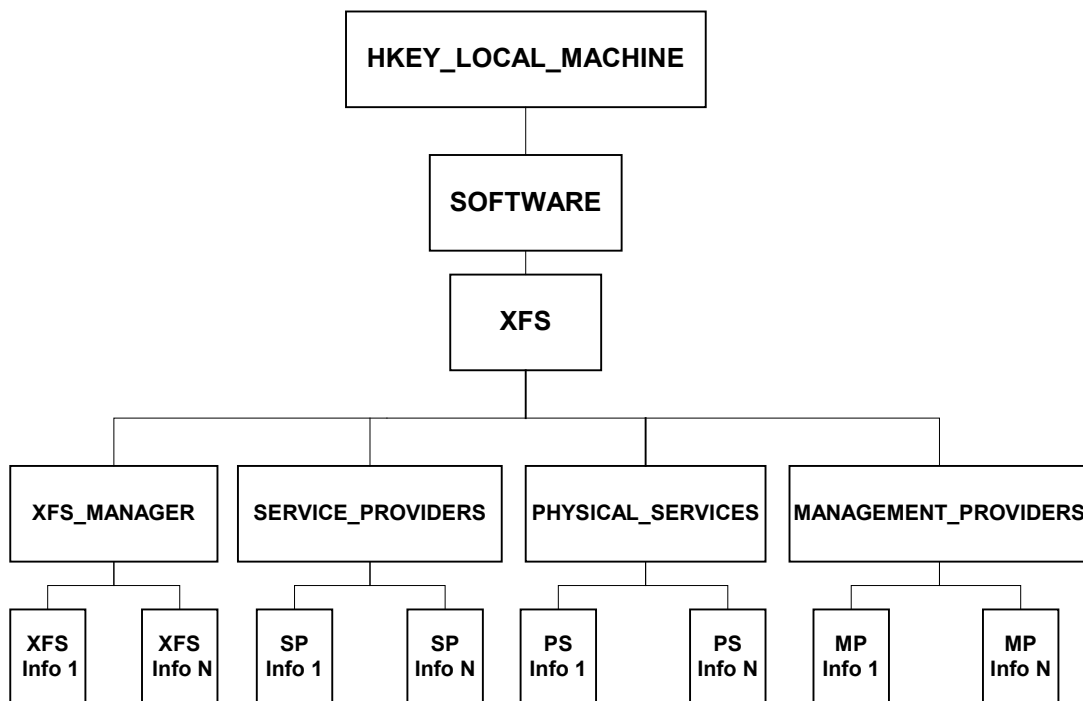 HKEY_LOCAL_MACHINE
SOFTWARE
XFS
XFS_MANAGER
SERVICE_PROVIDERS
PHYSICAL_SERVICES
MANAGEMENT_PROVIDERS
XFS
Info 1
XFS
Info N
SP
Info 1
SP
Info N
PS
Info 1
PS
Info N
MP
Info 1
MP
Info N